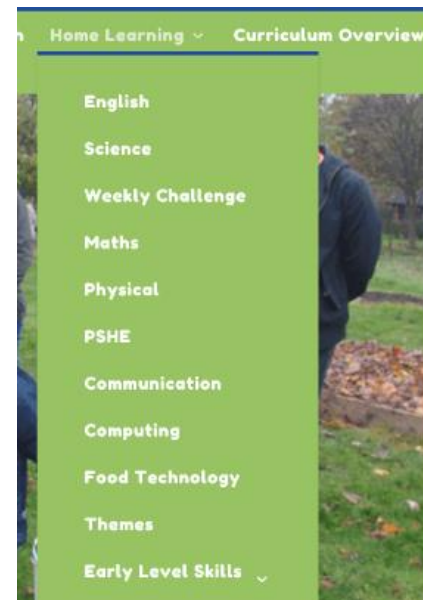 Home Learning Curriculum Overview
English
Science
Weekly Challenge
Maths
Physical
PSHE
Communication
Computing
Food Technology
Themes
Early Level Skills